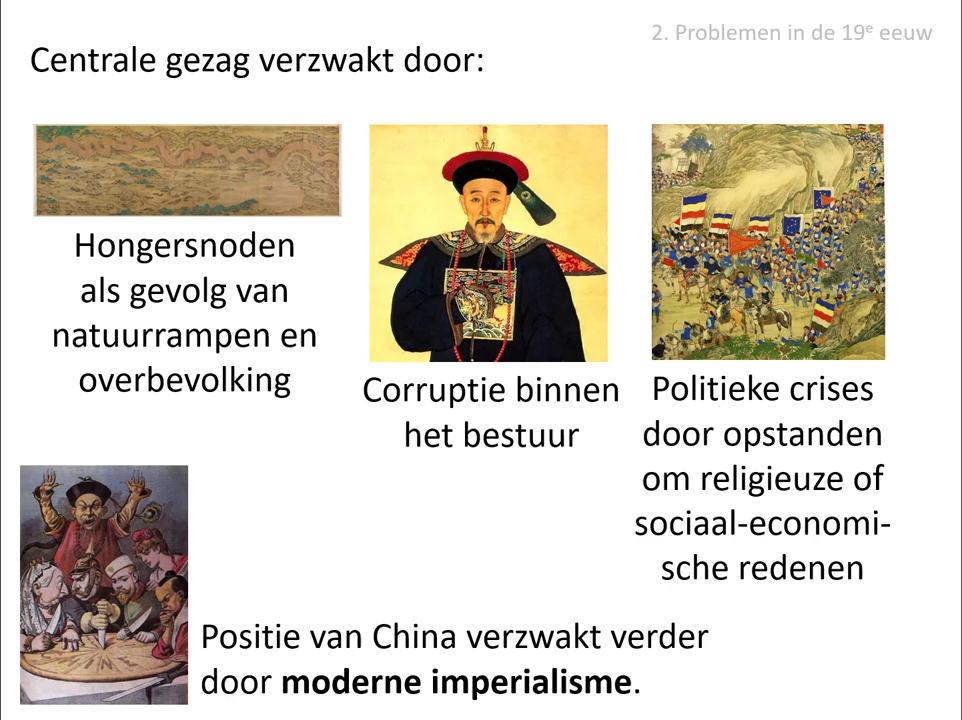 2. Problemen in de 19e eeuw
Centrale gezag verzwakt door:
Hongersnoden
als gevolg van
natuurrampen en
overbevolking
Corruptie binnen
het bestuur
Politieke crises
door opstanden
om religieuze of
sociaal-economi-
sche redenen
CHINE
Positie van China verzwakt verder
door moderne imperialisme.